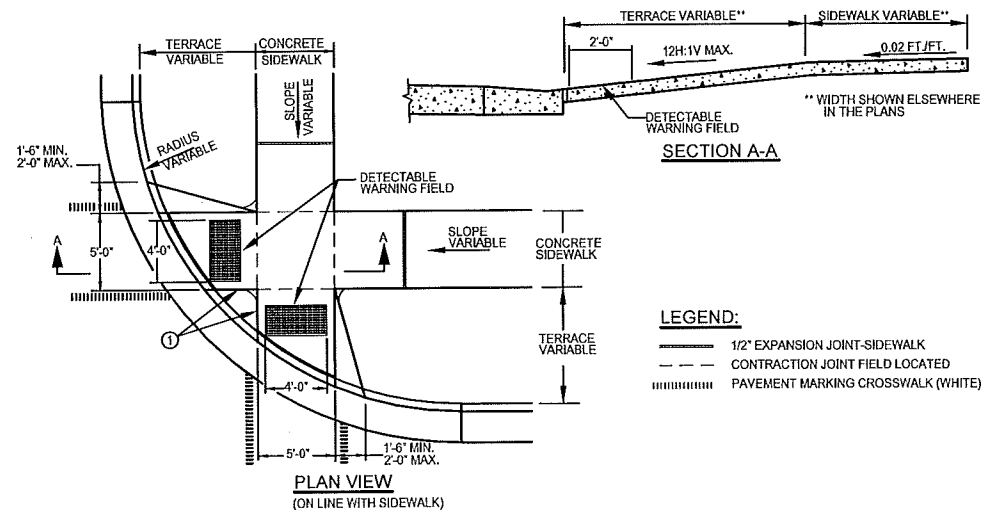 TERRACE VARIABLE**
SIDEWALK VARIABLE**
2'-0"
12H:1V MAX.
0.02 FT./FT.
DETECTABLE
WARNING FIELD
** WIDTH SHOWN ELSEWHERE
IN THE PLANS
SECTION A-A
TERRACE
VARIABLE
CONCRETE
SIDEWALK
SLOPE
VARIABLE
RADIUS
VARIABLE
1'-6" MIN.
2'-0" MAX.
DETECTABLE
WARNING FIELD
A
5'-0"
4'-0"
A
SLOPE
VARIABLE
CONCRETE
SIDEWALK
1
TERRACE
VARIABLE
4'-0"
5'-0"
1'-6" MIN.
2'-0" MAX.
PLAN VIEW
(ON LINE WITH SIDEWALK)
LEGEND:
1/2" EXPANSION JOINT-SIDEWALK
CONTRACTION JOINT FIELD LOCATED
PAVEMENT MARKING CROSSWALK (WHITE)